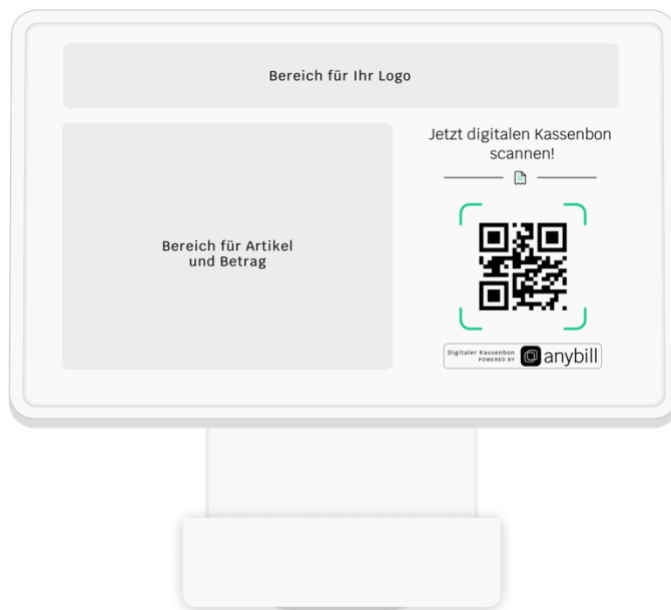 Bereich für Ihr Logo
Jetzt digitalen Kassenbon
scannen!
Bereich für Artikel
und Betrag
Digitaler Kassenbon
POWERED BY
anybill